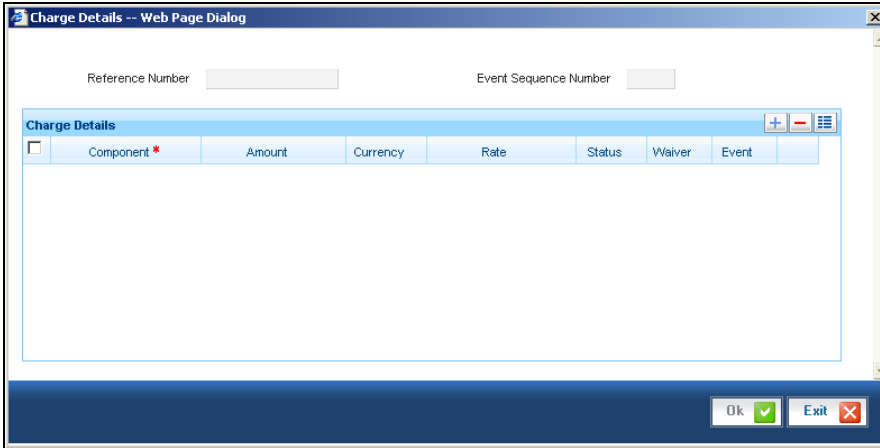 Charge Details -- Web Page Dialog
Reference Number Event Sequence Number
Charge Details
Component * Amount Currency Rate Status Waiver Event
Ok Exit